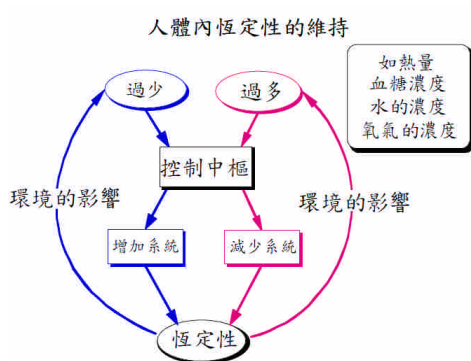 人體內恆定性的維持
如熱量
血糖濃度
水的濃度
氧氣的濃度
過少
過多
控制中樞
環境的影響
環境的影響
增加系統
減少系統
恆定性